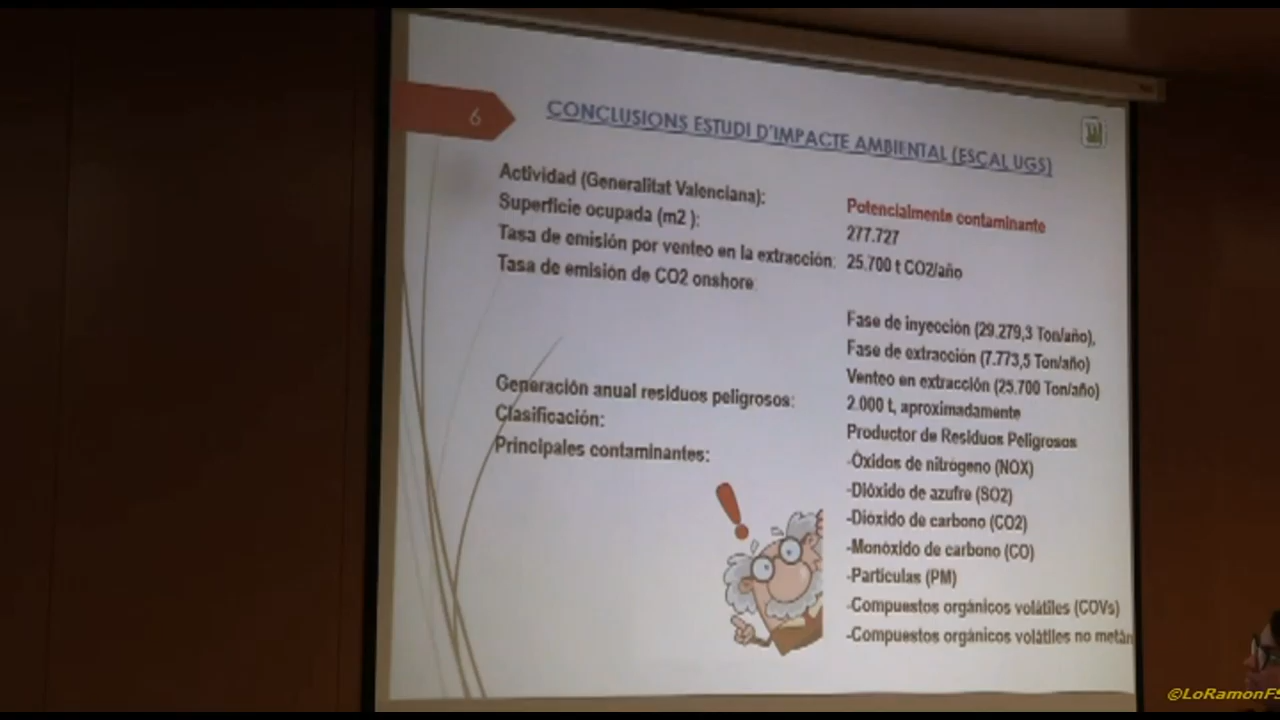 6
CONCLUSIONS ESTUDI D'IMPACTE AMBIENTAL (ESCAL UGS)
Actividad (Generalitat Valenciana): Potencialmente contaminante
Superficie ocupada (m2 ): 277.727
Tasa de emisión por venteo en la extracción: 25.700 t CO2/año
Tasa de emisión de CO2 onshore:
Fase de inyección (29.279,3 Ton/año),
Fase de extracción (7.773,5 Ton/año)
Venteo en extracción (25.700 Ton/año)
Generación anual residuos peligrosos: 2.000 t, aproximadamente
Clasificación: Productor de Residuos Peligrosos
Principales contaminantes: -Óxidos de nitrógeno (NOX)
-Dióxido de azufre (SO2)
-Dióxido de carbono (CO2)
-Monóxido de carbono (CO)
-Partículas (PM)
-Compuestos orgánicos volátiles (COVs)
-Compuestos orgánicos volátiles no metán
©LoRamonFS